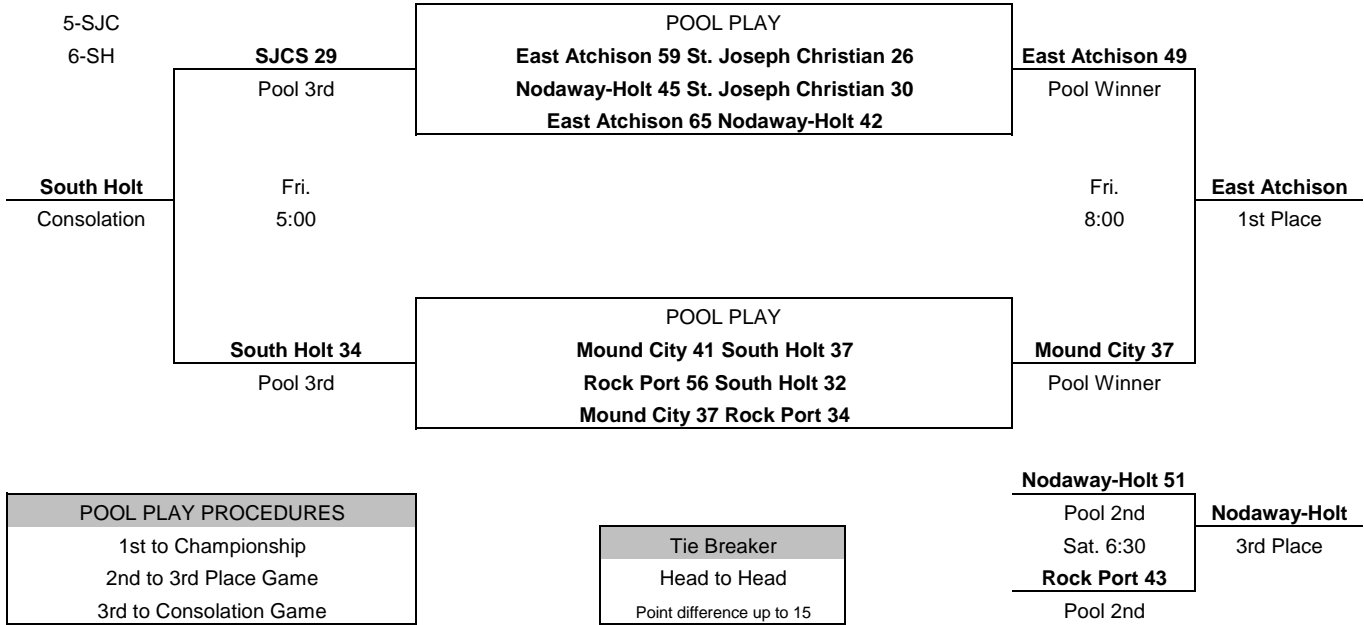 5-SJC
POOL PLAY
6-SH
SJCS 29
East Atchison 59 St. Joseph Christian 26
East Atchison 49
Pool 3rd
Nodaway-Holt 45 St. Joseph Christian 30
Pool Winner
East Atchison 65 Nodaway-Holt 42
South Holt
Fri.
Fri.
East Atchison
Consolation
5:00
8:00
1st Place
POOL PLAY
South Holt 34
Mound City 41 South Holt 37
Mound City 37
Pool 3rd
Rock Port 56 South Holt 32
Pool Winner
Mound City 37 Rock Port 34
Nodaway-Holt 51
POOL PLAY PROCEDURES
Pool 2nd
Nodaway-Holt
1st to Championship
Tie Breaker
Sat. 6:30
3rd Place
2nd to 3rd Place Game
Head to Head
Rock Port 43
3rd to Consolation Game
Point difference up to 15
Pool 2nd